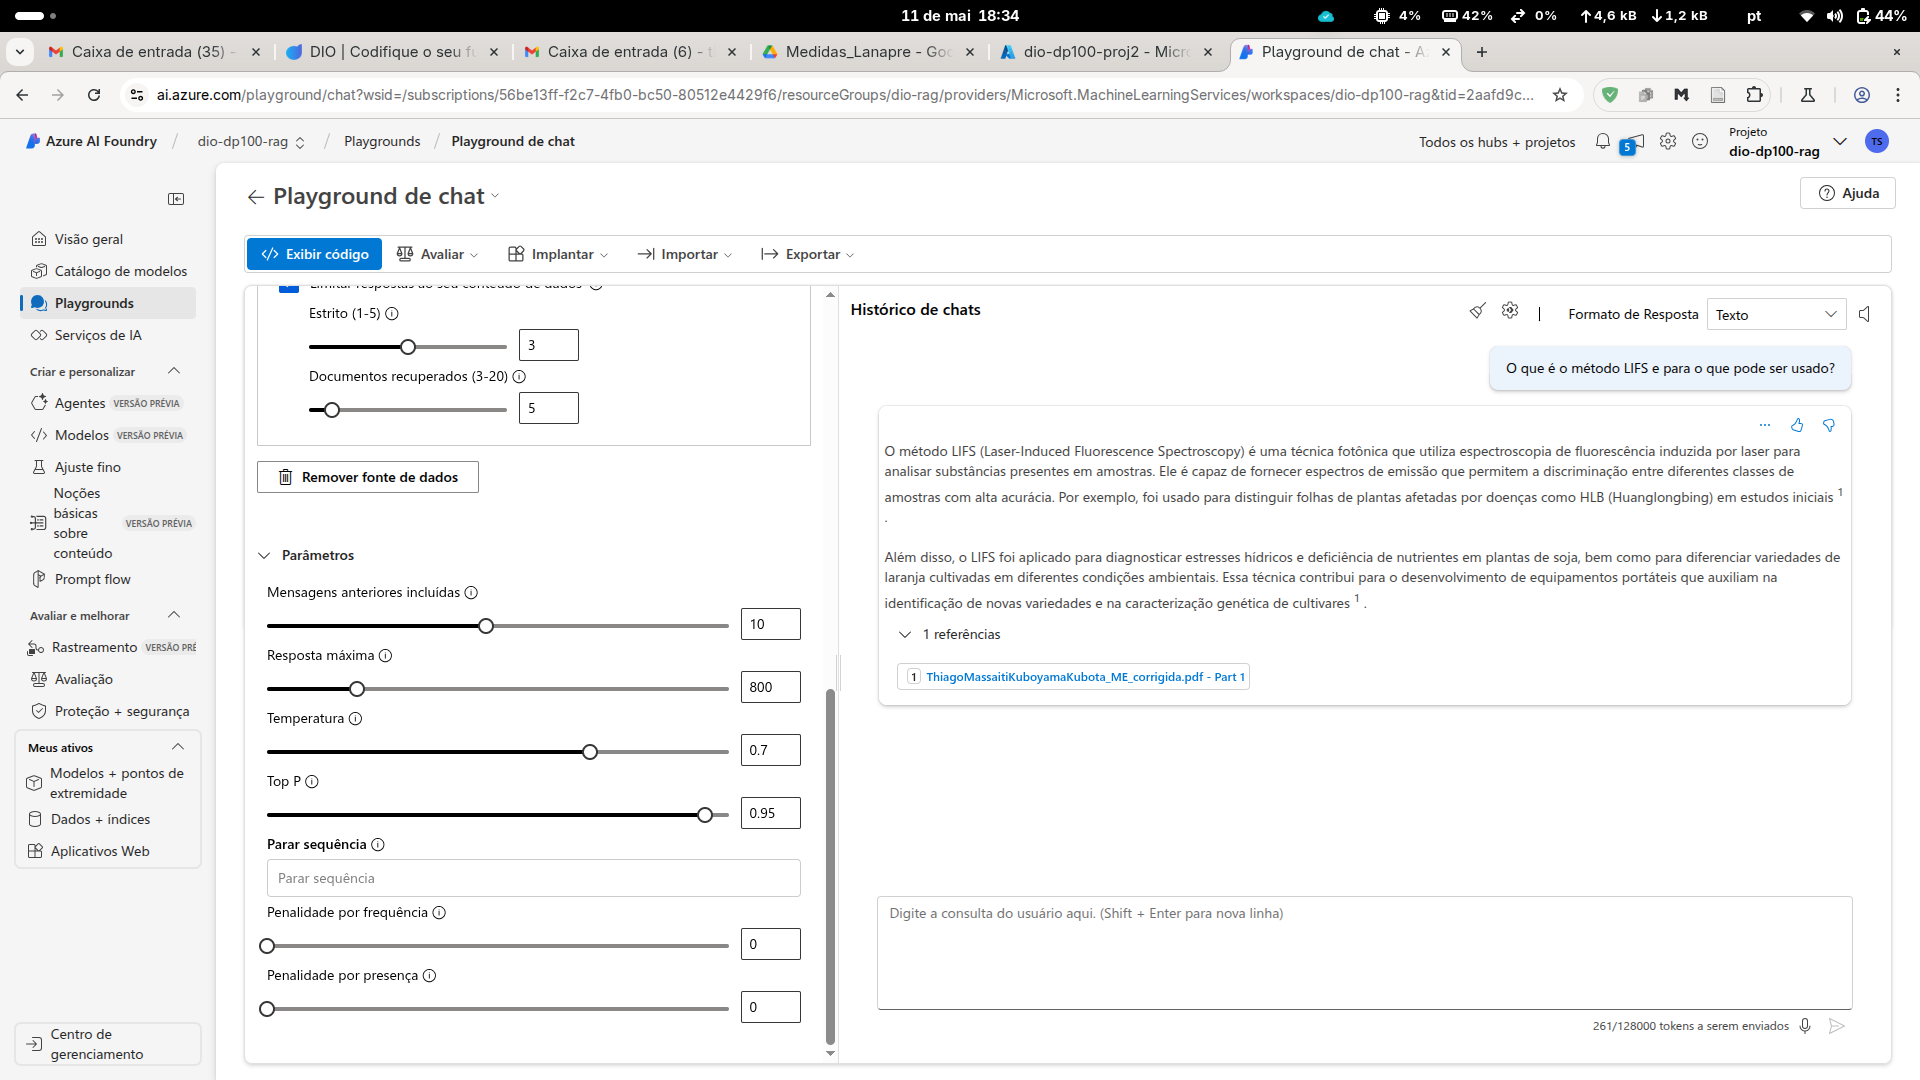 11 de mai 18:34
4%
42%
0%
4,6 kB
1,2 kB
pt
44%
Caixa de entrada (35) -
DIO | Codifique o seu fu
Caixa de entrada (6) - t
Medidas_Lanapre - Goo
dio-dp100-proj2 - Micro
Playground de chat - A
ai.azure.com/playground/chat?wsid=/subscriptions/56be13ff-f2c7-4fb0-bc50-80512e4429f6/resourceGroups/dio-rag/providers/Microsoft.MachineLearningServices/workspaces/dio-dp100-rag&tid=2aafd9c...
Azure AI Foundry
/
dio-dp100-rag
/
Playgrounds
/
Playground de chat
Todos os hubs + projetos
5
Projeto
dio-dp100-rag
TS
Playground de chat
Ajuda
Visão geral
Catálogo de modelos
Playgrounds
Serviços de IA
Criar e personalizar
Agentes VERSÃO PRÉVIA
Modelos VERSÃO PRÉVIA
Ajuste fino
Noções
básicas
sobre
conteúdo
VERSÃO PRÉVIA
Prompt flow
Avaliar e melhorar
Rastreamento VERSÃO PRÉ
Avaliação
Proteção + segurança
Meus ativos
Modelos + pontos de
extremidade
Dados + índices
Aplicativos Web
Centro de
gerenciamento
Exibir código
Avaliar
Implantar
Importar
Exportar
Limitar respostas ao seu conteúdo de dados
Estrito (1-5)
3
Documentos recuperados (3-20)
5
Remover fonte de dados
Parâmetros
Mensagens anteriores incluídas
10
Resposta máxima
800
Temperatura
0.7
Top P
0.95
Parar sequência
Parar sequência
Penalidade por frequência
0
Penalidade por presença
0
Histórico de chats
|
Formato de Resposta
Texto
O que é o método LIFS e para o que pode ser usado?
O método LIFS (Laser-Induced Fluorescence Spectroscopy) é uma técnica fotônica que utiliza espectroscopia de fluorescência induzida por laser para
analisar substâncias presentes em amostras. Ele é capaz de fornecer espectros de emissão que permitem a discriminação entre diferentes classes de
amostras com alta acurácia. Por exemplo, foi usado para distinguir folhas de plantas afetadas por doenças como HLB (Huanglongbing) em estudos iniciais 1
.
Além disso, o LIFS foi aplicado para diagnosticar estresses hídricos e deficiência de nutrientes em plantas de soja, bem como para diferenciar variedades de
laranja cultivadas em diferentes condições ambientais. Essa técnica contribui para o desenvolvimento de equipamentos portáteis que auxiliam na
identificação de novas variedades e na caracterização genética de cultivares 1 .
1 referências
1 ThiagoMassaitiKuboyamaKubota_ME_corrigida.pdf - Part 1
Digite a consulta do usuário aqui. (Shift + Enter para nova linha)
261/128000 tokens a serem enviados